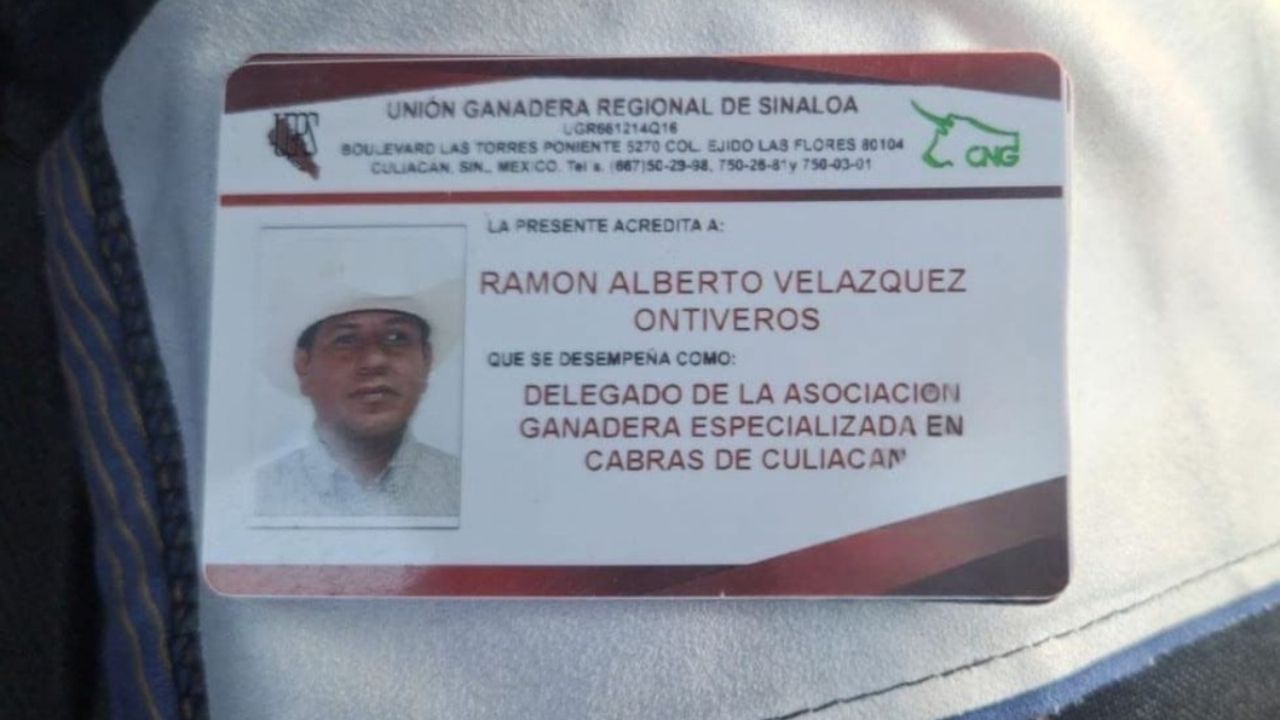 UNIÓN GANADERA REGIONAL DE SINALOA
UGR661214Q16
BOULEVARD LAS TORRES PONIENTE 5270 COL. EJIDO LAS FLORES 80104
CULIACAN, SIN., MEXICO. Tel s. (667)50-29-98, 750-26-81y 750-03-01
CNG
LA PRESENTE ACREDITA A:
RAMON ALBERTO VELAZQUEZ
ONTIVEROS
QUE SE DESEMPEÑA COMO:
DELEGADO DE LA ASOCIACION
GANADERA ESPECIALIZADA EN
CABRAS DE CULIACAN